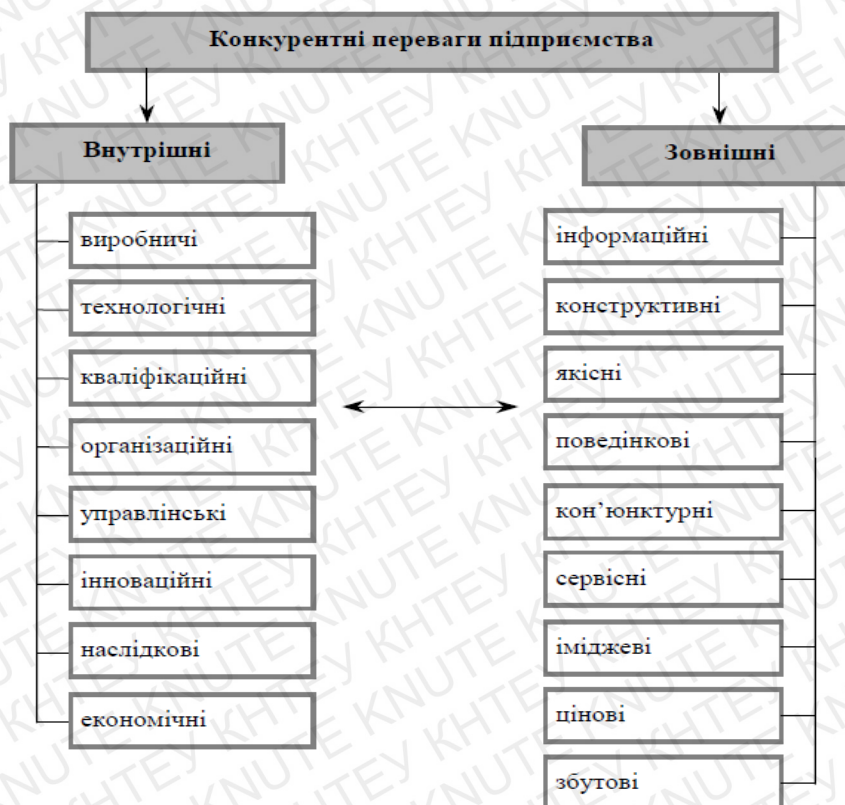 Конкурентні переваги підприємства
Внутрішні
виробничі
технологічні
кваліфікаційні
організаційні
управлінські
інноваційні
наслідкові
економічні
Зовнішні
інформаційні
конструктивні
якісні
поведінкові
кон’юнктурні
сервісні
іміджеві
цінові
збутові